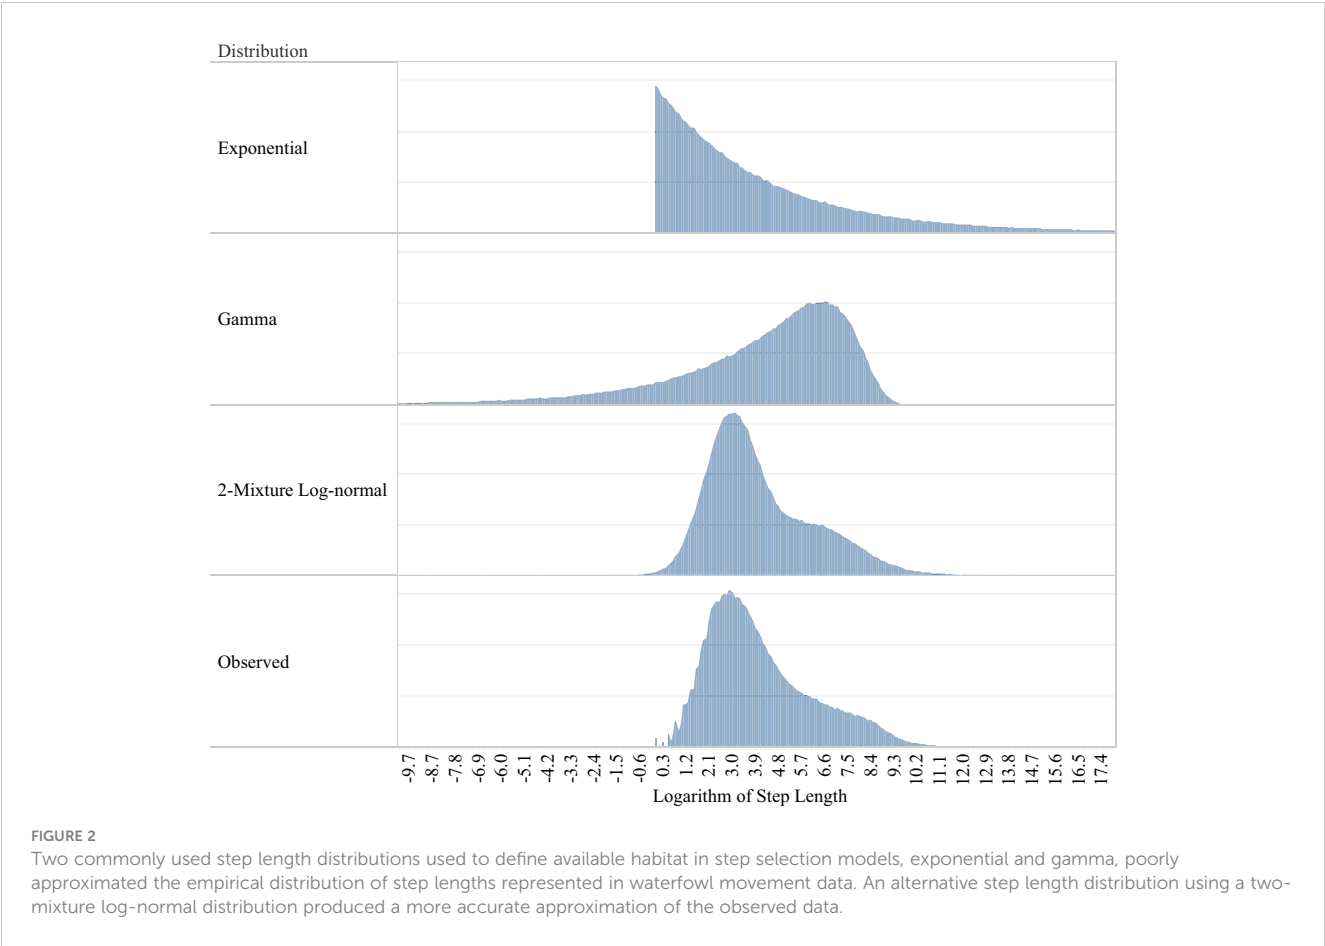 Distribution
Exponential
Gamma
2-Mixture Log-normal
Observed
-9.7 -8.7 -7.8 -6.9 -6.0 -5.1 -4.2 -3.3 -2.4 -1.5 -0.6 0.3 1.2 2.1 3.0 3.9 4.8 5.7 6.6 7.5 8.4 9.3 10.2 11.1 12.0 12.9 13.8 14.7 15.6 16.5 17.4
Logarithm of Step Length
FIGURE 2
Two commonly used step length distributions used to define available habitat in step selection models, exponential and gamma, poorly
approximated the empirical distribution of step lengths represented in waterfowl movement data. An alternative step length distribution using a two-
mixture log-normal distribution produced a more accurate approximation of the observed data.